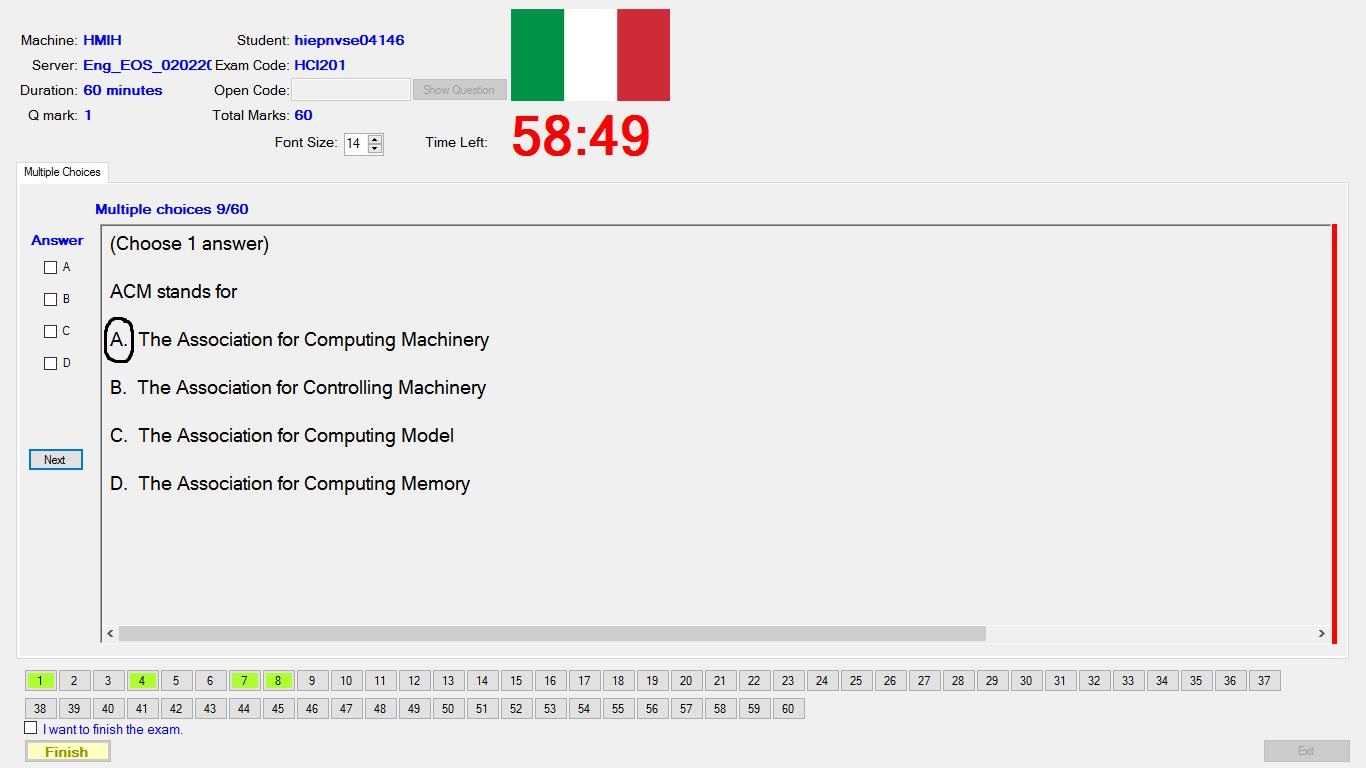 Machine: HMIH Student: hiepnvse04146
Server: Eng_EOS_020220 Exam Code: HCI201
Duration: 60 minutes Open Code: Show Question
Q mark: 1 Total Marks: 60
Font Size: 14 Time Left: 58:49
Multiple Choices
Multiple choices 9/60
Answer
(Choose 1 answer)
A
ACM stands for
B
C
A. The Association for Computing Machinery
D
B. The Association for Controlling Machinery
C. The Association for Computing Model
Next
D. The Association for Computing Memory
1 2 3 4 5 6 7 8 9 10 11 12 13 14 15 16 17 18 19 20 21 22 23 24 25 26 27 28 29 30 31 32 33 34 35 36 37
38 39 40 41 42 43 44 45 46 47 48 49 50 51 52 53 54 55 56 57 58 59 60
I want to finish the exam.
Finish Exit